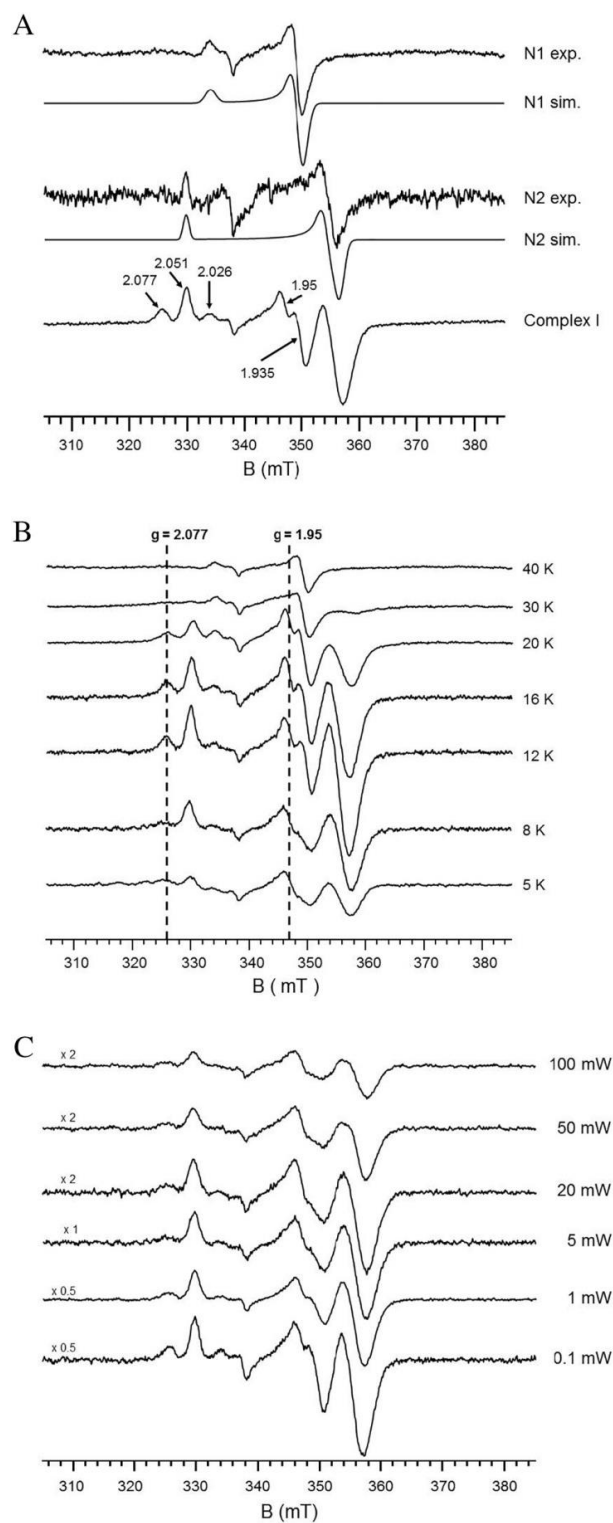 A
N1 exp.
N1 sim.
N2 exp.
N2 sim.
2.077
2.051
2.026
1.95
1.935
Complex I
310 320 330 340 350 360 370 380
B (mT)
B
g = 2.077 g = 1.95
40 K
30 K
20 K
16 K
12 K
8 K
5 K
310 320 330 340 350 360 370 380
B ( mT )
C
x 2 100 mW
x 2 50 mW
x 2 20 mW
x 1 5 mW
x 0.5 1 mW
x 0.5 0.1 mW
310 320 330 340 350 360 370 380
B (mT)